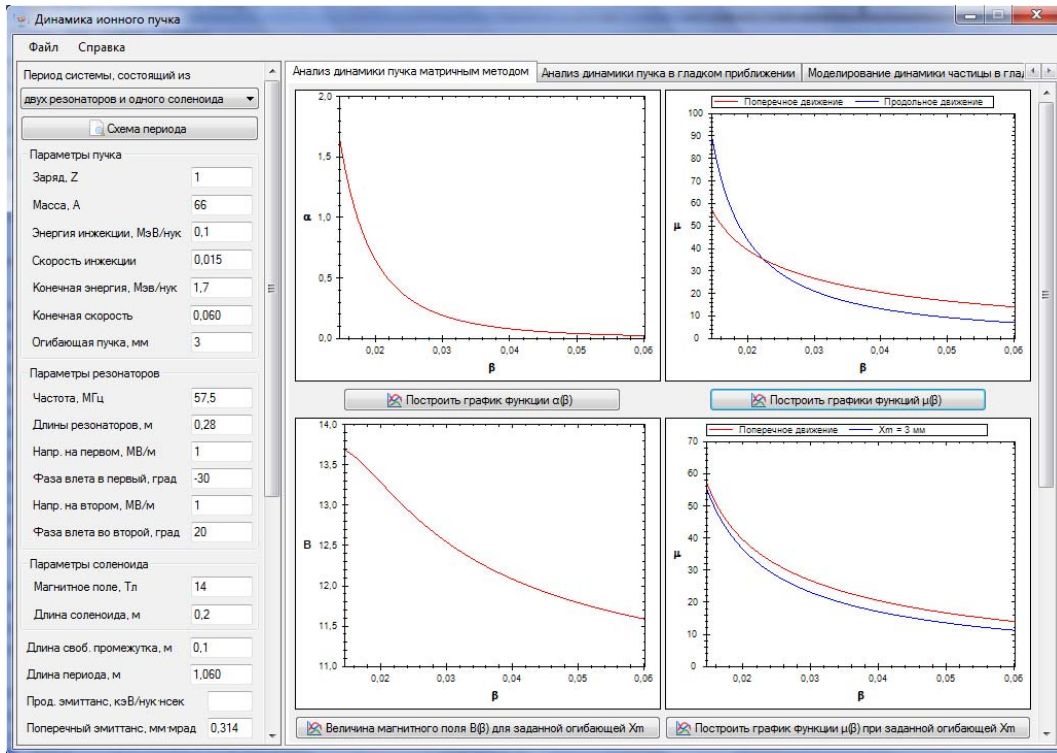 Динамика ионного пучка
Файл Справка
Период системы, состоящий из
двух резонаторов и одного соленоида
Схема периода
Параметры пучка
Заряд, Z 1
Масса, А 66
Энергия инжекции, МэВ/нук 0,1
Скорость инжекции 0,015
Конечная энергия, Мэв/нук 1,7
Конечная скорость 0,060
Огибающая пучка, мм 3
Параметры резонаторов
Частота, МГц 57,5
Длины резонаторов, м 0,28
Напр. на первом, МВ/м 1
Фаза влета в первый, град -30
Напр. на втором, МВ/м 1
Фаза влета во второй, град 20
Параметры соленоида
Магнитное поле, Тл 14
Длина соленоида, м 0,2
Длина своб. промежутка, м 0,1
Длина периода, м 1,060
Прод. эмиттанс, кэВ/нук·нсек
Поперечный эмиттанс, мм·мрад 0,314
Анализ динамики пучка матричным методом Анализ динамики пучка в гладком приближении Моделирование динамики частицы в гла
2,0
1,5
α 1,0
0,5
0,0
0,02 0,03 0,04 0,05 0,06
β
Поперечное движение Продольное движение
100
90
80
70
60
μ 50
40
30
20
10
0
0,02 0,03 0,04 0,05 0,06
β
Построить график функции α(β)
Построить графики функций μ(β)
14,0
13,5
13,0
B 12,5
12,0
11,5
11,0
0,02 0,03 0,04 0,05 0,06
β
Поперечное движение Xm = 3 мм
70
60
50
40
μ
30
20
10
0
0,02 0,03 0,04 0,05 0,06
β
Величина магнитного поля B(β) для заданной огибающей Xm
Построить график функции μ(β) при заданной огибающей Xm